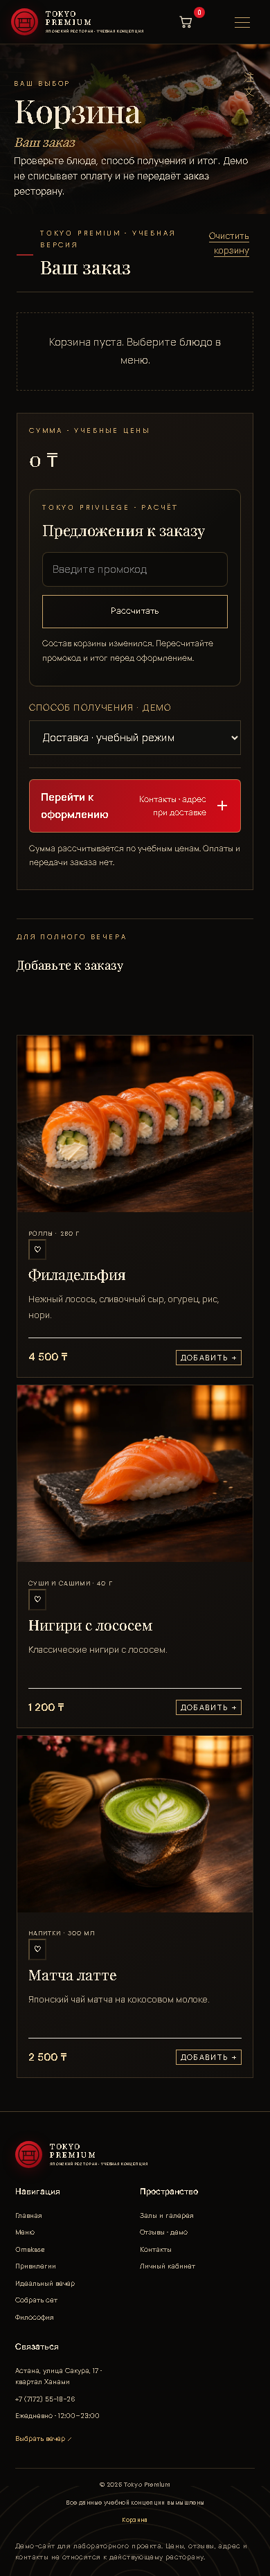 TOKYO
PREMIUM
ЯПОНСКИЙ РЕСТОРАН · УЧЕБНАЯ КОНЦЕПЦИЯ
0
ВАШ ВЫБОР
Корзина
Ваш заказ
Проверьте блюда, способ получения и итог. Демо
не списывает оплату и не передаёт заказ
ресторану.
TOKYO PREMIUM · УЧЕБНАЯ
ВЕРСИЯ
Ваш заказ
Очистить
корзину
Корзина пуста. Выберите блюдо в
меню.
СУММА · УЧЕБНЫЕ ЦЕНЫ
0 ₸
TOKYO PRIVILEGE · РАСЧЁТ
Предложения к заказу
Введите промокод
Рассчитать
Состав корзины изменился. Пересчитайте
промокод и итог перед оформлением.
СПОСОБ ПОЛУЧЕНИЯ · ДЕМО
Доставка · учебный режим
Перейти к
оформлению
Контакты · адрес
при доставке
+
Сумма рассчитывается по учебным ценам. Оплаты и
передачи заказа нет.
ДЛЯ ПОЛНОГО ВЕЧЕРА
Добавьте к заказу
РОЛЛЫ · 280 Г
♡
Филадельфия
Нежный лосось, сливочный сыр, огурец, рис,
нори.
4 500 ₸
ДОБАВИТЬ +
СУШИ И САШИМИ · 40 Г
♡
Нигири с лососем
Классические нигири с лососем.
1 200 ₸
ДОБАВИТЬ +
НАПИТКИ · 300 МЛ
♡
Матча латте
Японский чай матча на кокосовом молоке.
2 500 ₸
ДОБАВИТЬ +
TOKYO
PREMIUM
ЯПОНСКИЙ РЕСТОРАН · УЧЕБНАЯ КОНЦЕПЦИЯ
Навигация
Главная
Меню
Omakase
Привилегии
Идеальный вечер
Собрать сет
Философия
Пространство
Залы и галерея
Отзывы · демо
Контакты
Личный кабинет
Связаться
Астана, улица Сакура, 17 ·
квартал Ханами
+7 (7172) 55-18-26
Ежедневно · 12:00–23:00
Выбрать вечер ↗
© 2026 Tokyo Premium
Все данные учебной концепции вымышлены
Корзина
Демо-сайт для лабораторного проекта. Цены, отзывы, адрес и
контакты не относятся к действующему ресторану.